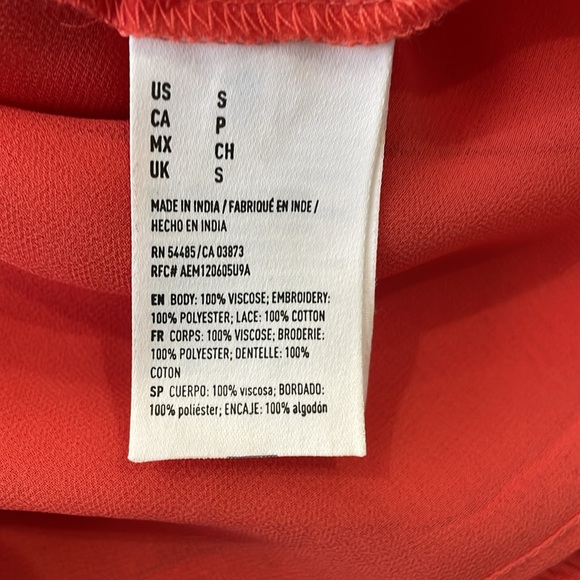 US S
CA P
MX CH
UK S
MADE IN INDIA / FABRIQUÉ EN INDE /
HECHO EN INDIA
RN 54485/CA 03873
RFC# AEM120605U9A
EN BODY: 100% VISCOSE; EMBROIDERY:
100% POLYESTER; LACE: 100% COTTON
FR CORPS: 100% VISCOSE; BRODERIE:
100% POLYESTER; DENTELLE: 100%
COTON
SP CUERPO: 100% viscosa; BORDADO:
100% poliéster; ENCAJE: 100% algodón